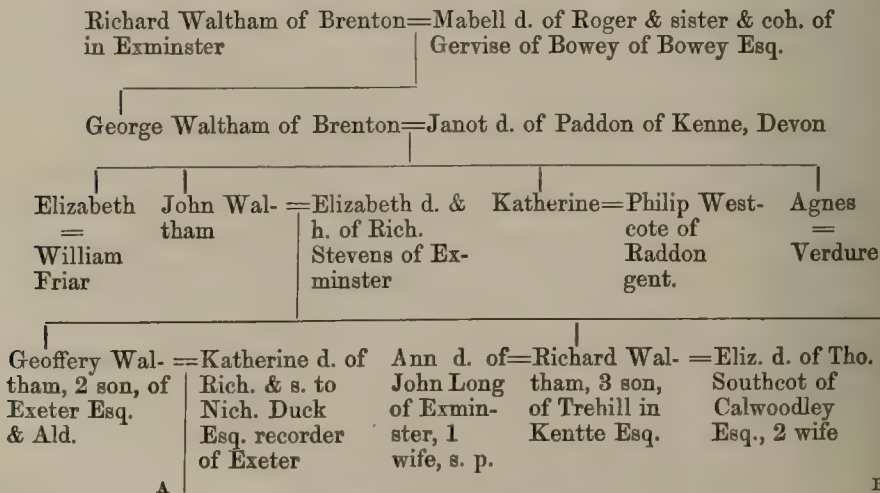 Richard Waltham of Brenton=Mabell d. of Roger & sister & coh. of
in Exminster
Gervise of Bowey of Bowey Esq.
George Waltham of Brenton=Janot d. of Paddon of Kenne, Devon
Elizabeth
=
William
Friar
John Wal-
tham
=Elizabeth d. &
h. of Rich.
Stevens of Ex-
minster
Katherine=Philip West-
cote of
Raddon
gent.
Agnes
=
Verdure
Geoffery Wal-
tham, 2 son, of
Exeter Esq.
& Ald.
=Katherine d. of
Rich. & s. to
Nich. Duck
Esq. recorder
of Exeter
Ann d. of
John Long
of Exmin-
ster, 1
wife, s. p.
=Richard Wal-
tham, 3 son,
of Trehill in
Kentte Esq.
=Eliz. d. of Tho.
Southcot of
Calwoodley
Esq., 2 wife
A